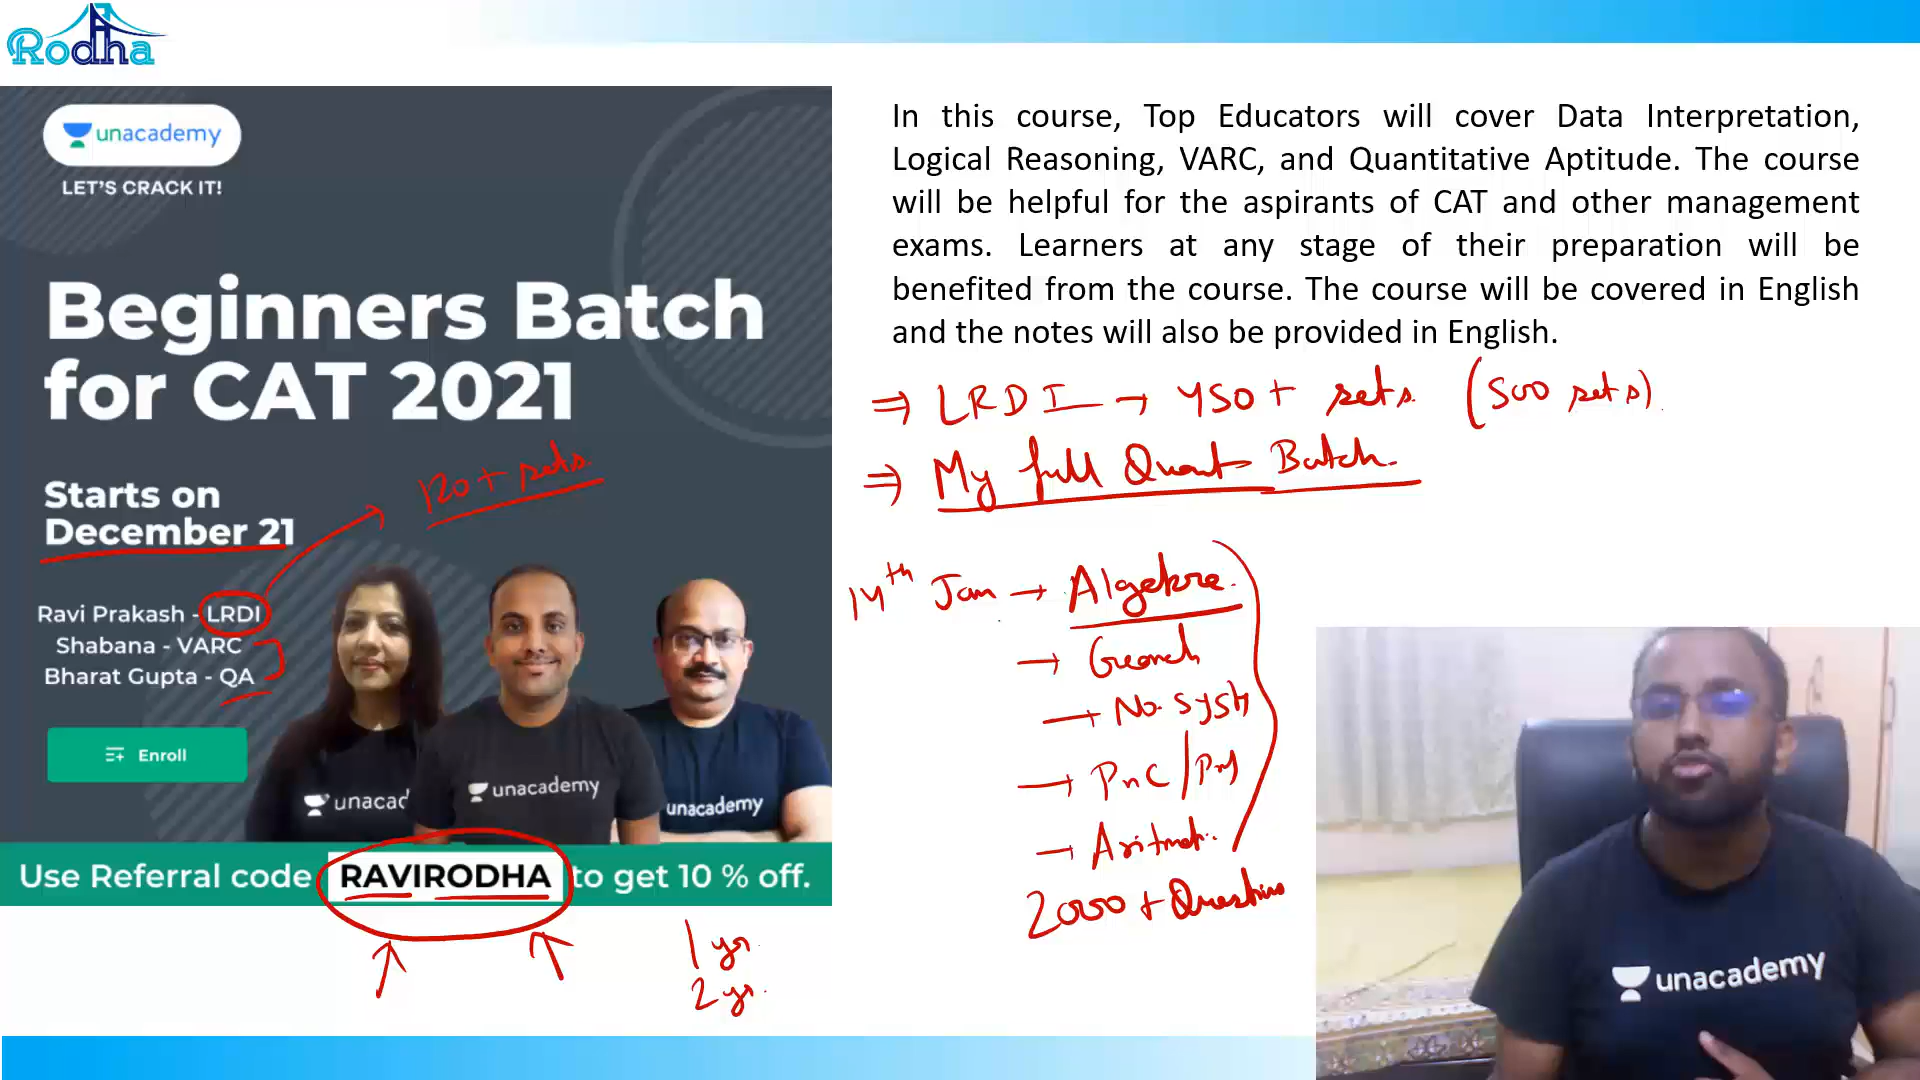 Rodha
unacademy
LET'S CRACK IT!
Beginners Batch
for CAT 2021
Starts on
December 21
120+ sets.
Ravi Prakash - LRDI
Shabana - VARC
Bharat Gupta - QA
Enroll
unacad
unacademy
unacademy
Use Referral code RAVIRODHA to get 10 % off.
1 yr.
2 yr.
In this course, Top Educators will cover Data Interpretation,
Logical Reasoning, VARC, and Quantitative Aptitude. The course
will be helpful for the aspirants of CAT and other management
exams. Learners at any stage of their preparation will be
benefited from the course. The course will be covered in English
and the notes will also be provided in English.
⇒ LRDI → 450+ sets. (500 sets).
⇒ My full Quant Batch.
14th Jan → Algebra.
→
→ No. Syst
→ PnC/
→
2000 + Questions
unacademy